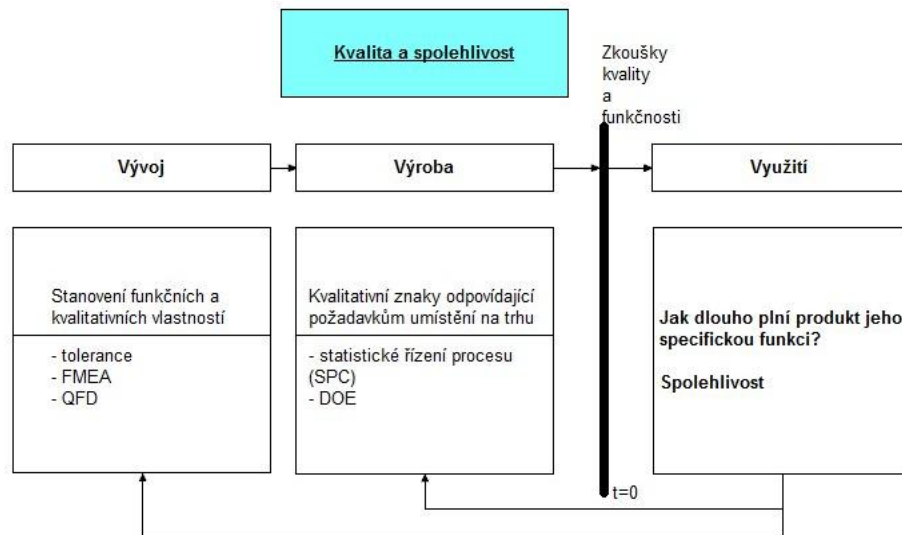 Kvalita a spolehlivost
Zkoušky
kvality
a
funkčnosti
Vývoj
Výroba
Využití
Stanovení funkčních a
kvalitativních vlastností
- tolerance
- FMEA
- QFD
Kvalitativní znaky odpovídající
požadavkům umístění na trhu
- statistické řízení procesu
(SPC)
- DOE
Jak dlouho plní produkt jeho
specifickou funkci?
Spolehlivost
t=0